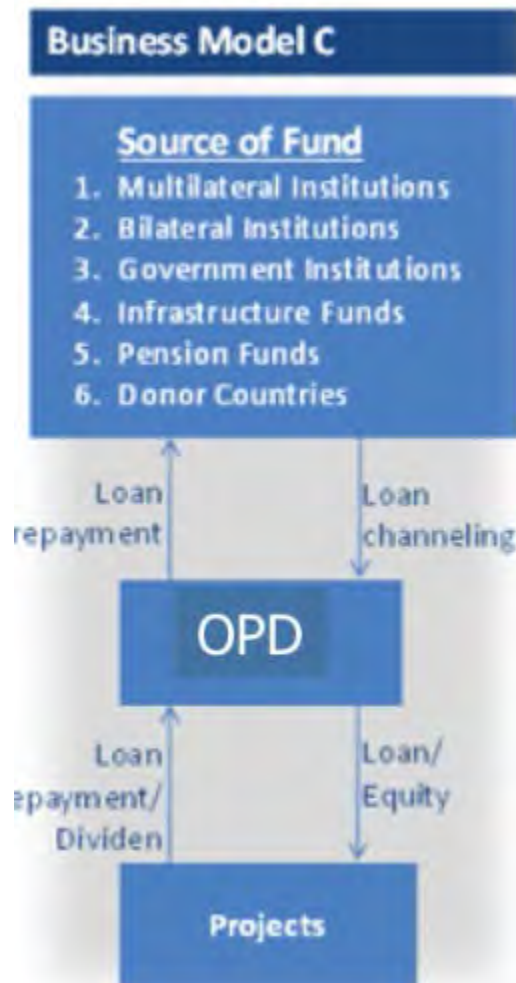 Business Model C
Source of Fund
1. Multilateral Institutions
2. Bilateral Institutions
3. Government Institutions
4. Infrastructure Funds
5. Pension Funds
6. Donor Countries
Loan
repayment
Loan
channeling
OPD
Loan
epayment/
Dividen
Loan/
Equity
Projects